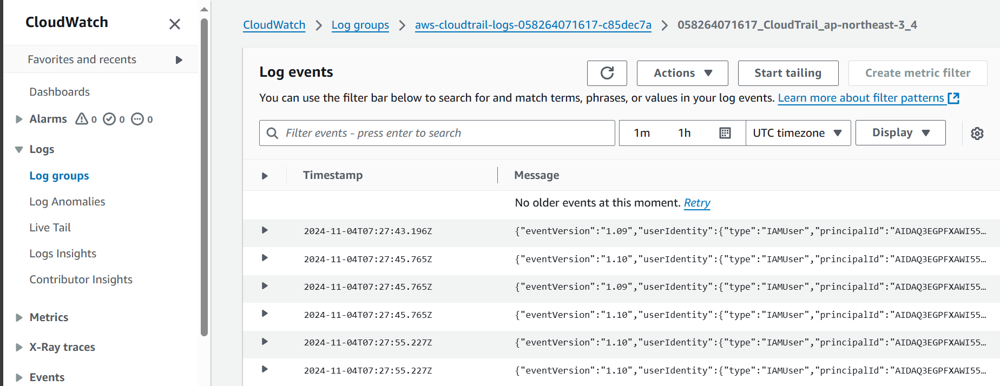 CloudWatch
Favorites and recents
Dashboards
Alarms 0 0 0
Logs
Log groups
Log Anomalies
Live Tail
Logs Insights
Contributor Insights
Metrics
X-Ray traces
Events
CloudWatch > Log groups > aws-cloudtrail-logs-058264071617-c85dec7a > 058264071617_CloudTrail_ap-northeast-3_4
Log events
Actions
Start tailing
Create metric filter
You can use the filter bar below to search for and match terms, phrases, or values in your log events. Learn more about filter patterns
Filter events - press enter to search
1m 1h
UTC timezone
Display
Timestamp Message
No older events at this moment. Retry
2024-11-04T07:27:43.196Z {"eventVersion":"1.09","userIdentity":{"type":"IAMUser","principalId":"AIDAQ3EGPFXAWI55…
2024-11-04T07:27:45.765Z {"eventVersion":"1.10","userIdentity":{"type":"IAMUser","principalId":"AIDAQ3EGPFXAWI55…
2024-11-04T07:27:45.765Z {"eventVersion":"1.09","userIdentity":{"type":"IAMUser","principalId":"AIDAQ3EGPFXAWI55…
2024-11-04T07:27:45.765Z {"eventVersion":"1.10","userIdentity":{"type":"IAMUser","principalId":"AIDAQ3EGPFXAWI55…
2024-11-04T07:27:55.227Z {"eventVersion":"1.10","userIdentity":{"type":"IAMUser","principalId":"AIDAQ3EGPFXAWI55…
2024-11-04T07:27:55.227Z {"eventVersion":"1.10","userIdentity":{"type":"IAMUser","principalId":"AIDAQ3EGPFXAWI55…